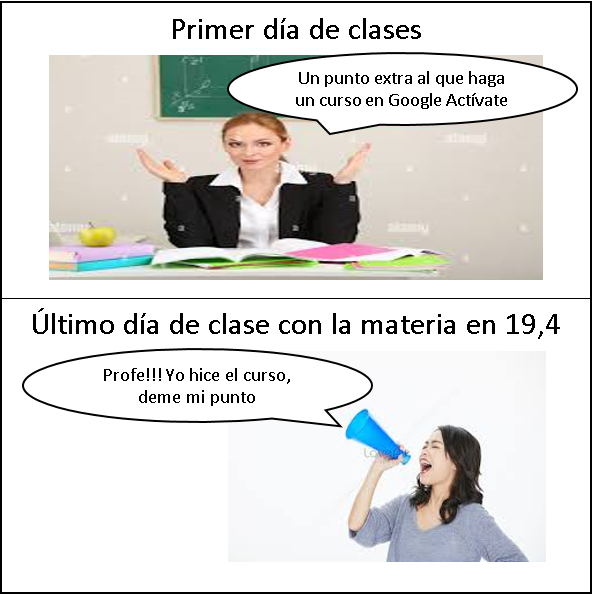 Primer día de clases
Un punto extra al que haga
un curso en Google Actívate
alamy
Último día de clase con la materia en 19,4
Profe!!! Yo hice el curso,
deme mi punto